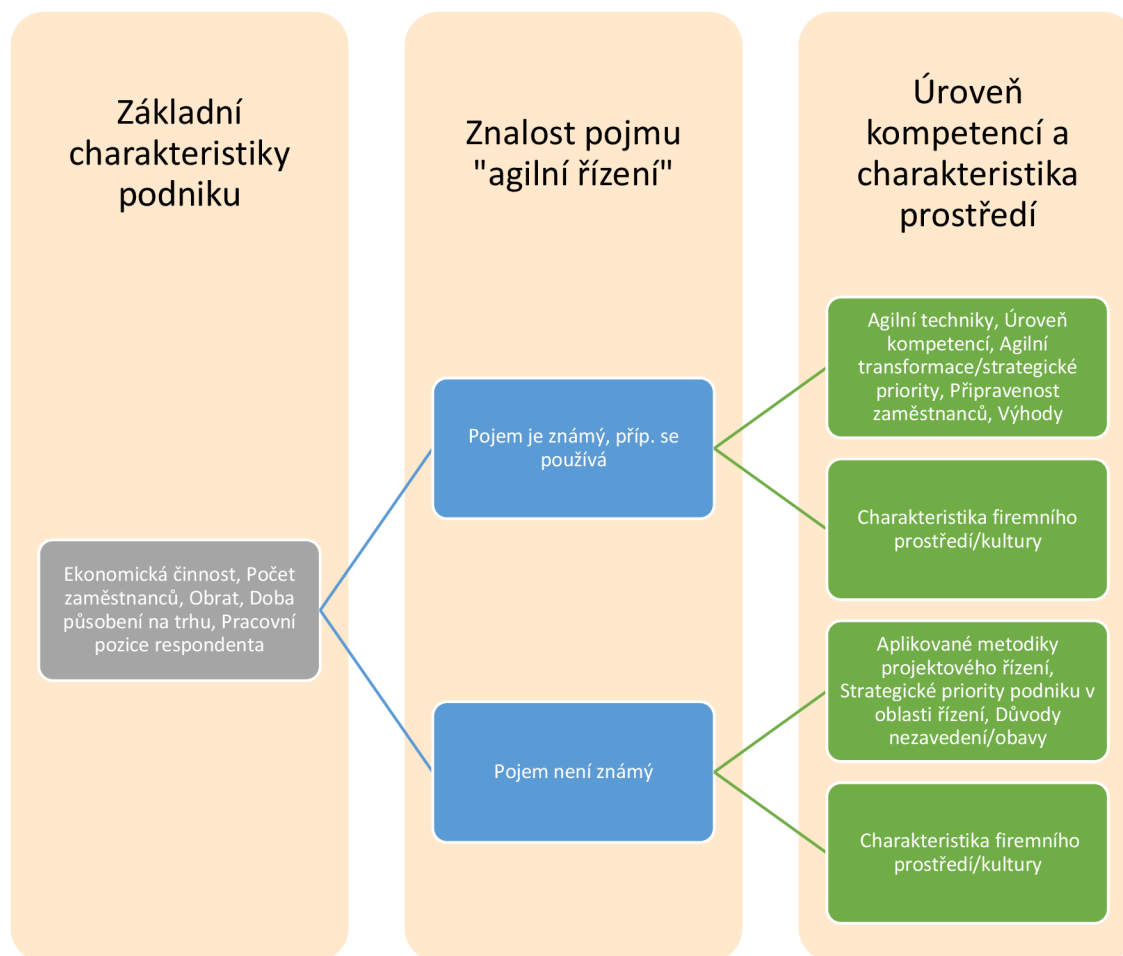 Základní
charakteristiky
podniku
Znalost pojmu
"agilní řízení"
Úroveň
kompetencí a
charakteristika
prostředí
Ekonomická činnost, Počet
zaměstnanců, Obrat, Doba
působení na trhu, Pracovní
pozice respondenta
Pojem je známý, příp. se
používá
Pojem není známý
Agilní techniky, Úroveň
kompetencí, Agilní
transformace/strategické
priority, Připravenost
zaměstnanců, Výhody
Charakteristika firemního
prostředí/kultury
Aplikované metodiky
projektového řízení,
Strategické priority podniku v
oblasti řízení, Důvody
nezavedení/obavy
Charakteristika firemního
prostředí/kultury